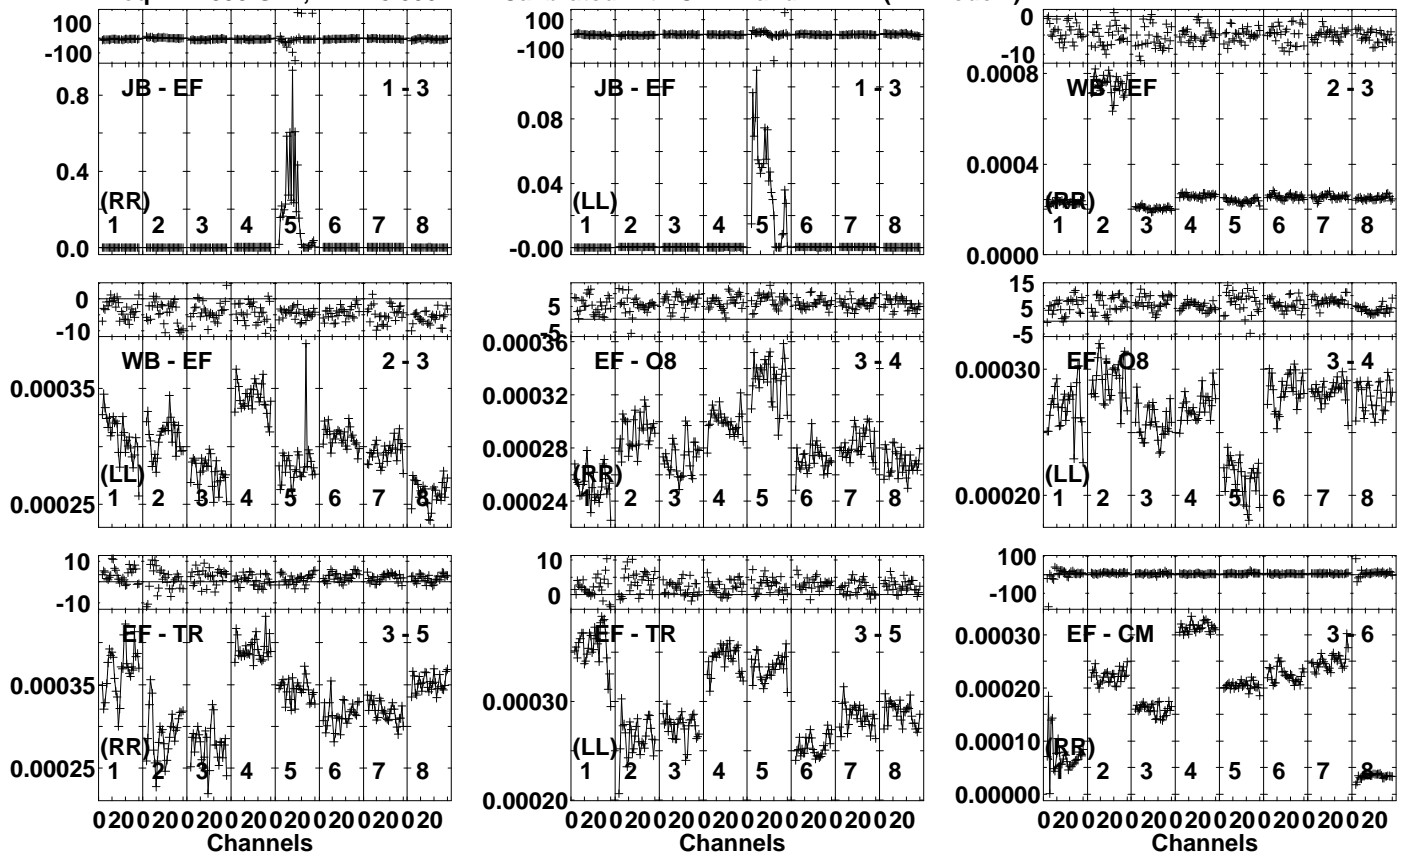 100
-100
JB - EF 1 - 3
0.8
0.4
0.0
(RR)
1 2 3 4 5 6 7 8
100
-100
JB - EF 1 - 3
0.08
0.04
-0.00
(LL)
1 2 3 4 5 6 7 8
0
-10
WB - EF 2 - 3
0.0008
0.0004
0.0000
(RR)
1 2 3 4 5 6 7 8
0
-10
WB - EF 2 - 3
0.00035
0.00025
(LL)
1 2 3 4 5 6 7 8
5
-5
EF - O8 3 - 4
0.00036
0.00032
0.00028
0.00024
(RR)
1 2 3 4 5 6 7 8
15
5
-5
EF - O8 3 - 4
0.00030
0.00020
(LL)
1 2 3 4 5 6 7 8
10
-10
EF - TR 3 - 5
0.00035
0.00025
(RR)
1 2 3 4 5 6 7 8
0 20 0 20 0 20 0 20 0 20 0 20 0 20 0 20
Channels
10
0
EF - TR 3 - 5
0.00030
0.00020
(LL)
1 2 3 4 5 6 7 8
0 20 0 20 0 20 0 20 0 20 0 20 0 20 0 20
Channels
100
-100
EF - CM 3 - 6
0.00030
0.00020
0.00010
0.00000
(RR)
1 2 3 4 5 6 7 8
0 20 0 20 0 20 0 20 0 20 0 20 0 20 0 20
Channels